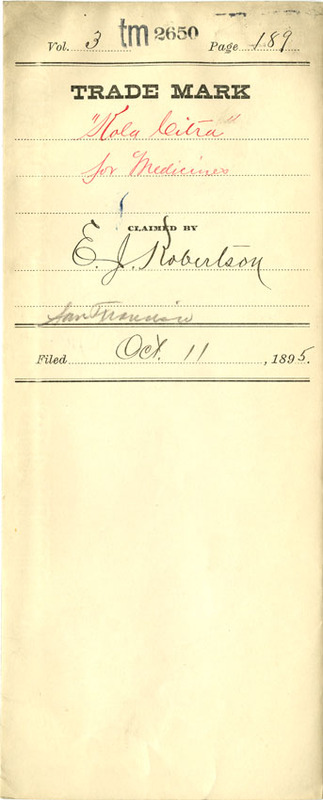 Vol. 3 tm 2650 Page 189
TRADE MARK
"Kola Citra"
for Medicines
CLAIMED BY
E. J. Robertson
San Francisco
Filed Oct. 11, 1895.